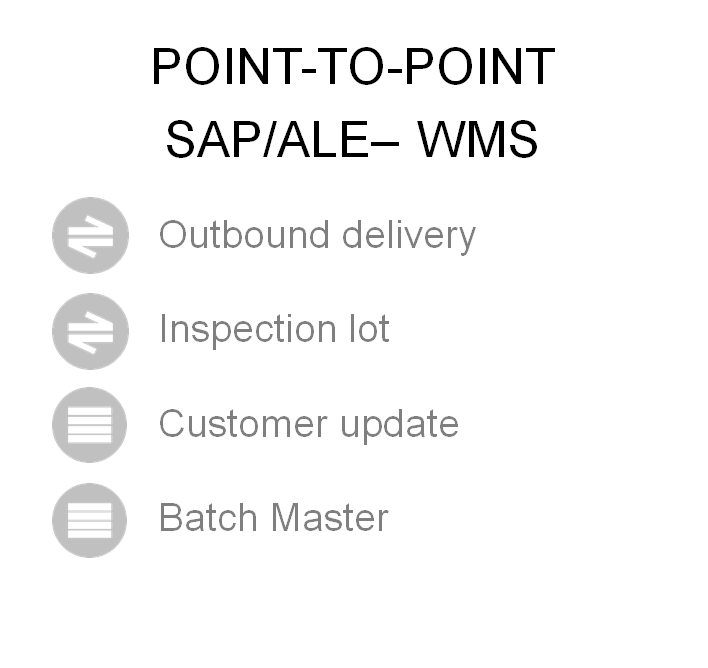 POINT-TO-POINT
SAP/ALE– WMS
Outbound delivery
Inspection lot
Customer update
Batch Master